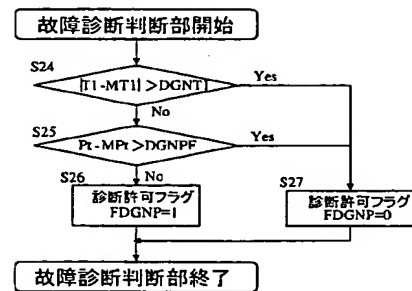 故障診断判断部開始
S24
|T1-MT1|>DGNT
Yes
No
S25
Pt-MPt>DGNPF
Yes
No
S26
診断許可フラグ
FDGNP=1
S27
診断許可フラグ
FDGNP=0
故障診断判断部終了